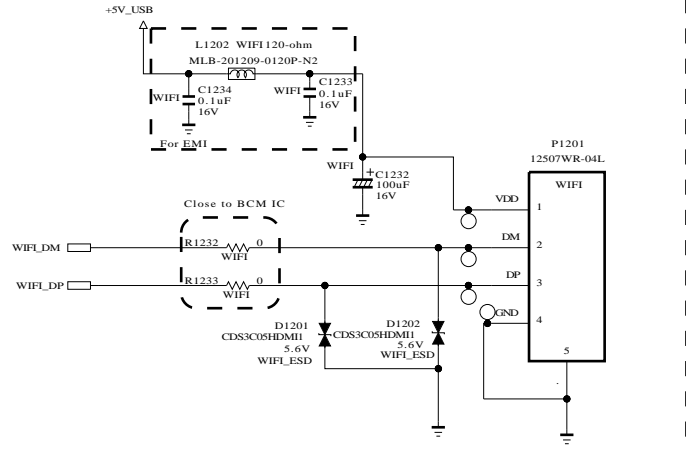 +5V_USB
L1202 WIFI 120-ohm
MLB-201209-0120P-N2
WIFI
C1234
0.1uF
16V
WIFI
C1233
0.1uF
16V
For EMI
WIFI
+
C1232
100uF
16V
P1201
12507WR-04L
WIFI
VDD
1
Close to BCM IC
WIFI_DM
R1232
0
WIFI
DM
2
WIFI_DP
R1233
0
WIFI
DP
3
GND
4
D1201
CDS3C05HDMI1
5.6V
WIFI_ESD
D1202
CDS3C05HDMI1
5.6V
WIFI_ESD
5
.